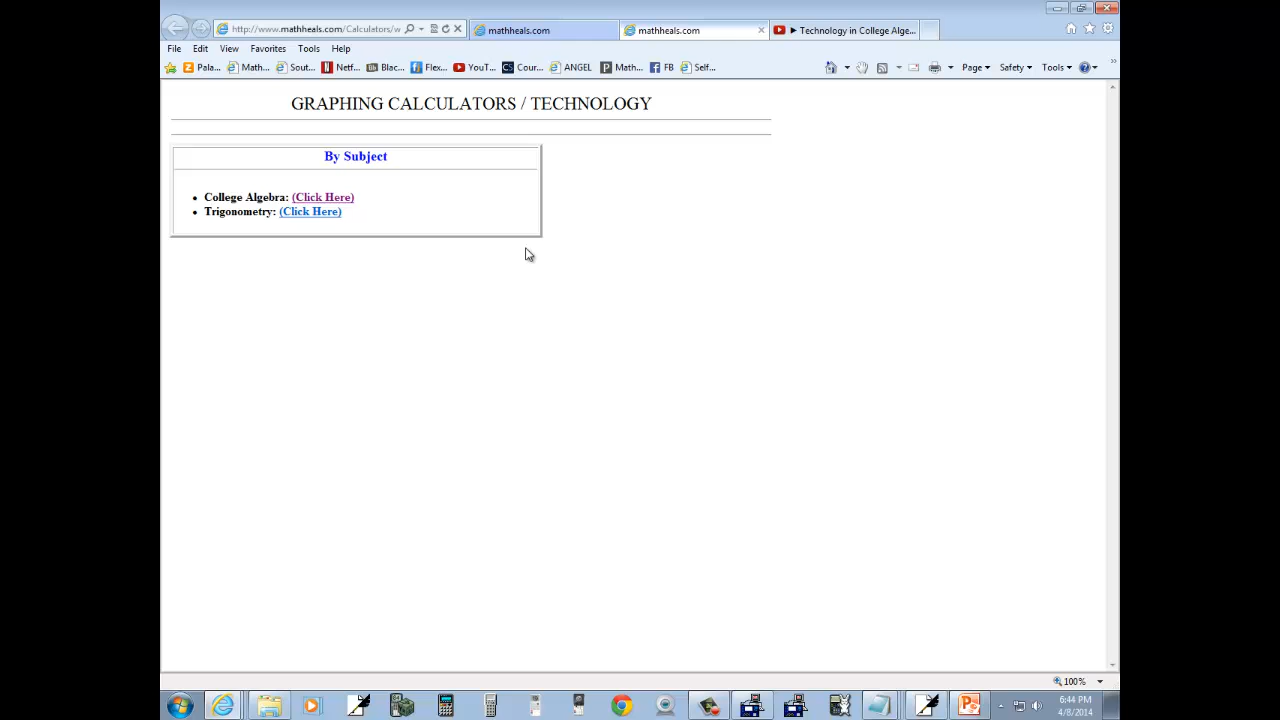 http://www.mathheals.com/Calculators/w
mathheals.com
mathheals.com
Technology in College Alge...
File Edit View Favorites Tools Help
Pala... Math... Sout... Netf... Blac... Flex... YouT... Cour... ANGEL Math... FB Self...
Page Safety Tools
GRAPHING CALCULATORS / TECHNOLOGY
By Subject
College Algebra: (Click Here)
Trigonometry: (Click Here)
100%
6:44 PM
4/8/2014